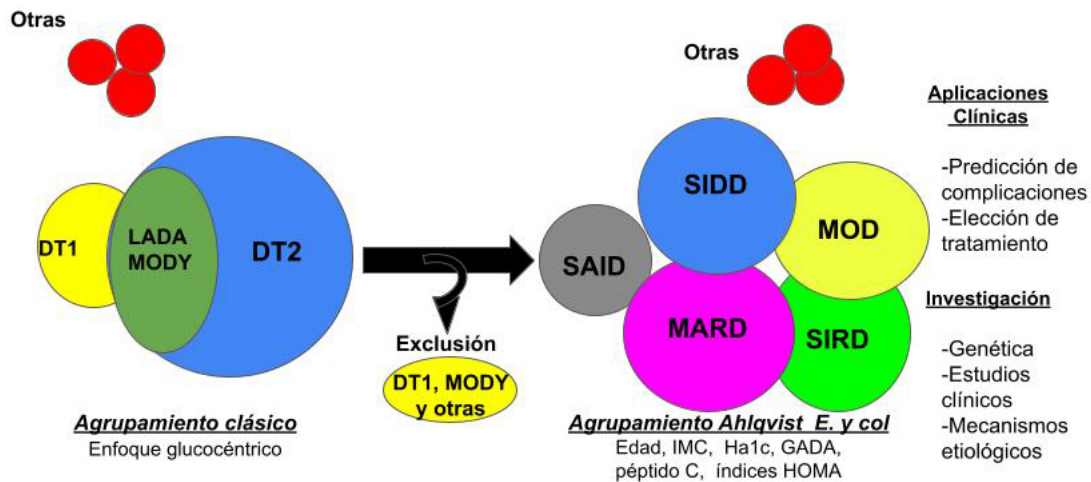 Otras
DT1
LADA
MODY
DT2
Agrupamiento clásico
Enfoque glucocéntrico
Exclusión
DT1, MODY
y otras
Otras
SIDD
MOD
SAID
MARD
SIRD
Agrupamiento Ahlqvist E. y col
Edad, IMC, Ha1c, GADA,
péptido C, índices HOMA
Aplicaciones
Clínicas
-Predicción de
complicaciones
-Elección de
tratamiento
Investigación
-Genética
-Estudios
clínicos
-Mecanismos
etiológicos